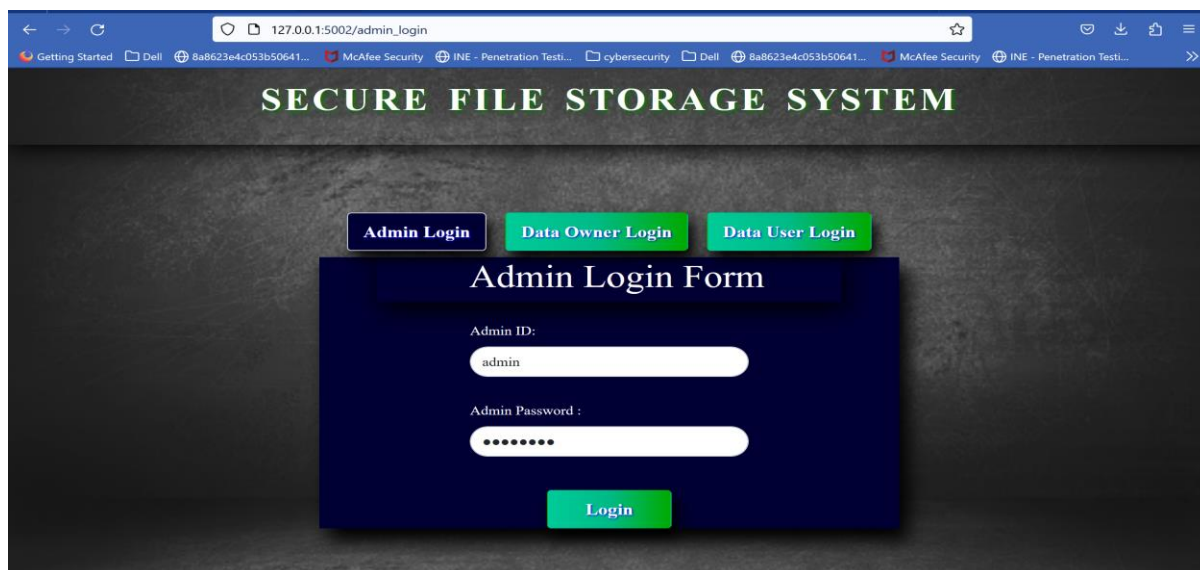 127.0.0.1:5002/admin_login
Getting Started Dell 8a8623e4c053b50641... McAfee Security INE - Penetration Testi... cybersecurity Dell 8a8623e4c053b50641... McAfee Security INE - Penetration Testi...
SECURE FILE STORAGE SYSTEM
Admin Login Data Owner Login Data User Login
Admin Login Form
Admin ID:
admin
Admin Password :
Login